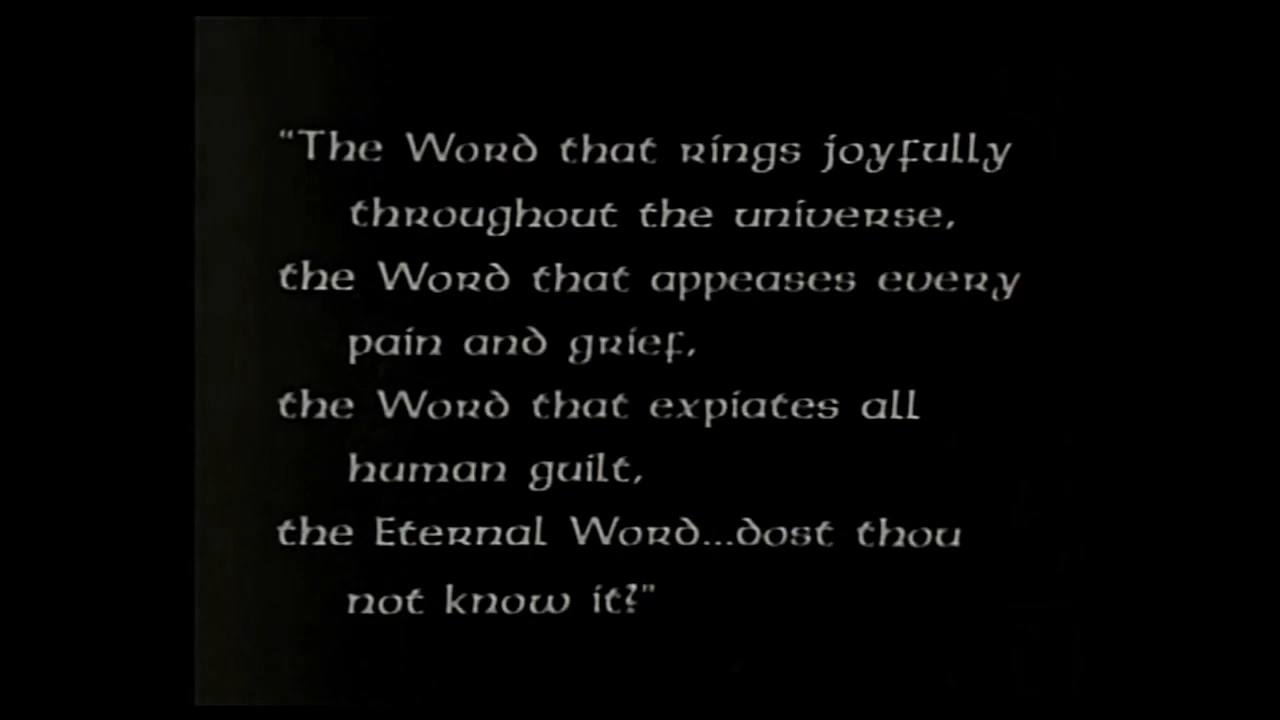 "The Word that rings joyfully
throughout the universe,
the Word that appeases every
pain and grief,
the Word that expiates all
human guilt,
the Eternal Word...dost thou
not know it?"